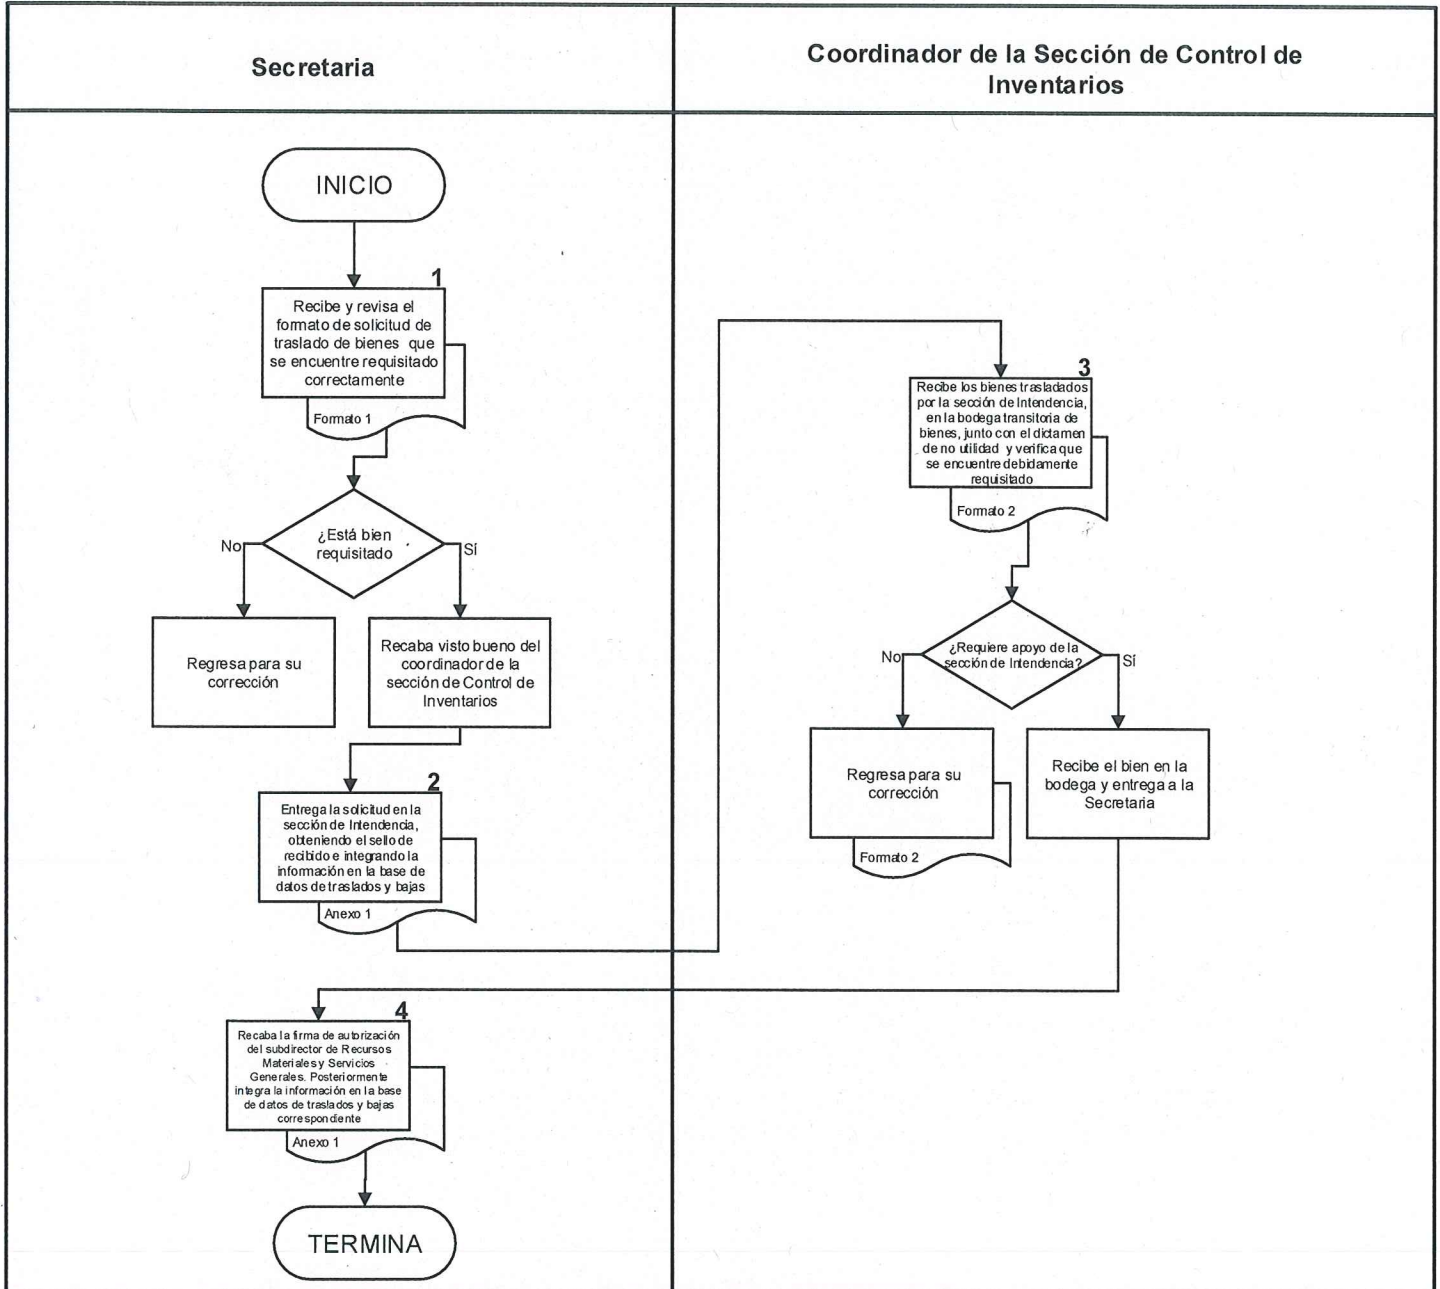 Secretaria
Coordinador de la Sección de Control de
Inventarios
INICIO
1
Recibe y revisa el
formato de solicitud de
traslado de bienes que
se encuentre requisitado
correctamente
Formato 1
¿Está bien
requisitado
No
Sí
Regresa para su
corrección
Recaba visto bueno del
coordinador de la
sección de Control de
Inventarios
2
Entrega la solicitud en la
sección de Intendencia,
obteniendo el sello de
recibido e integrando la
información en la base de
datos de traslados y bajas
Anexo 1
3
Recibe los bienes trasladados
por la sección de Intendencia,
en la bodega transitoria de
bienes, junto con el dictamen
de no utilidad y verifica que
se encuentre debidamente
requisitado
Formato 2
¿Requiere apoyo de la
sección de Intendencia?
No
Sí
Regresa para su
corrección
Formato 2
Recibe el bien en la
bodega y entrega a la
Secretaria
4
Recaba la firma de autorización
del subdirector de Recursos
Materiales y Servicios
Generales. Posteriormente
integra la información en la base
de datos de traslados y bajas
correspondiente
Anexo 1
TERMINA